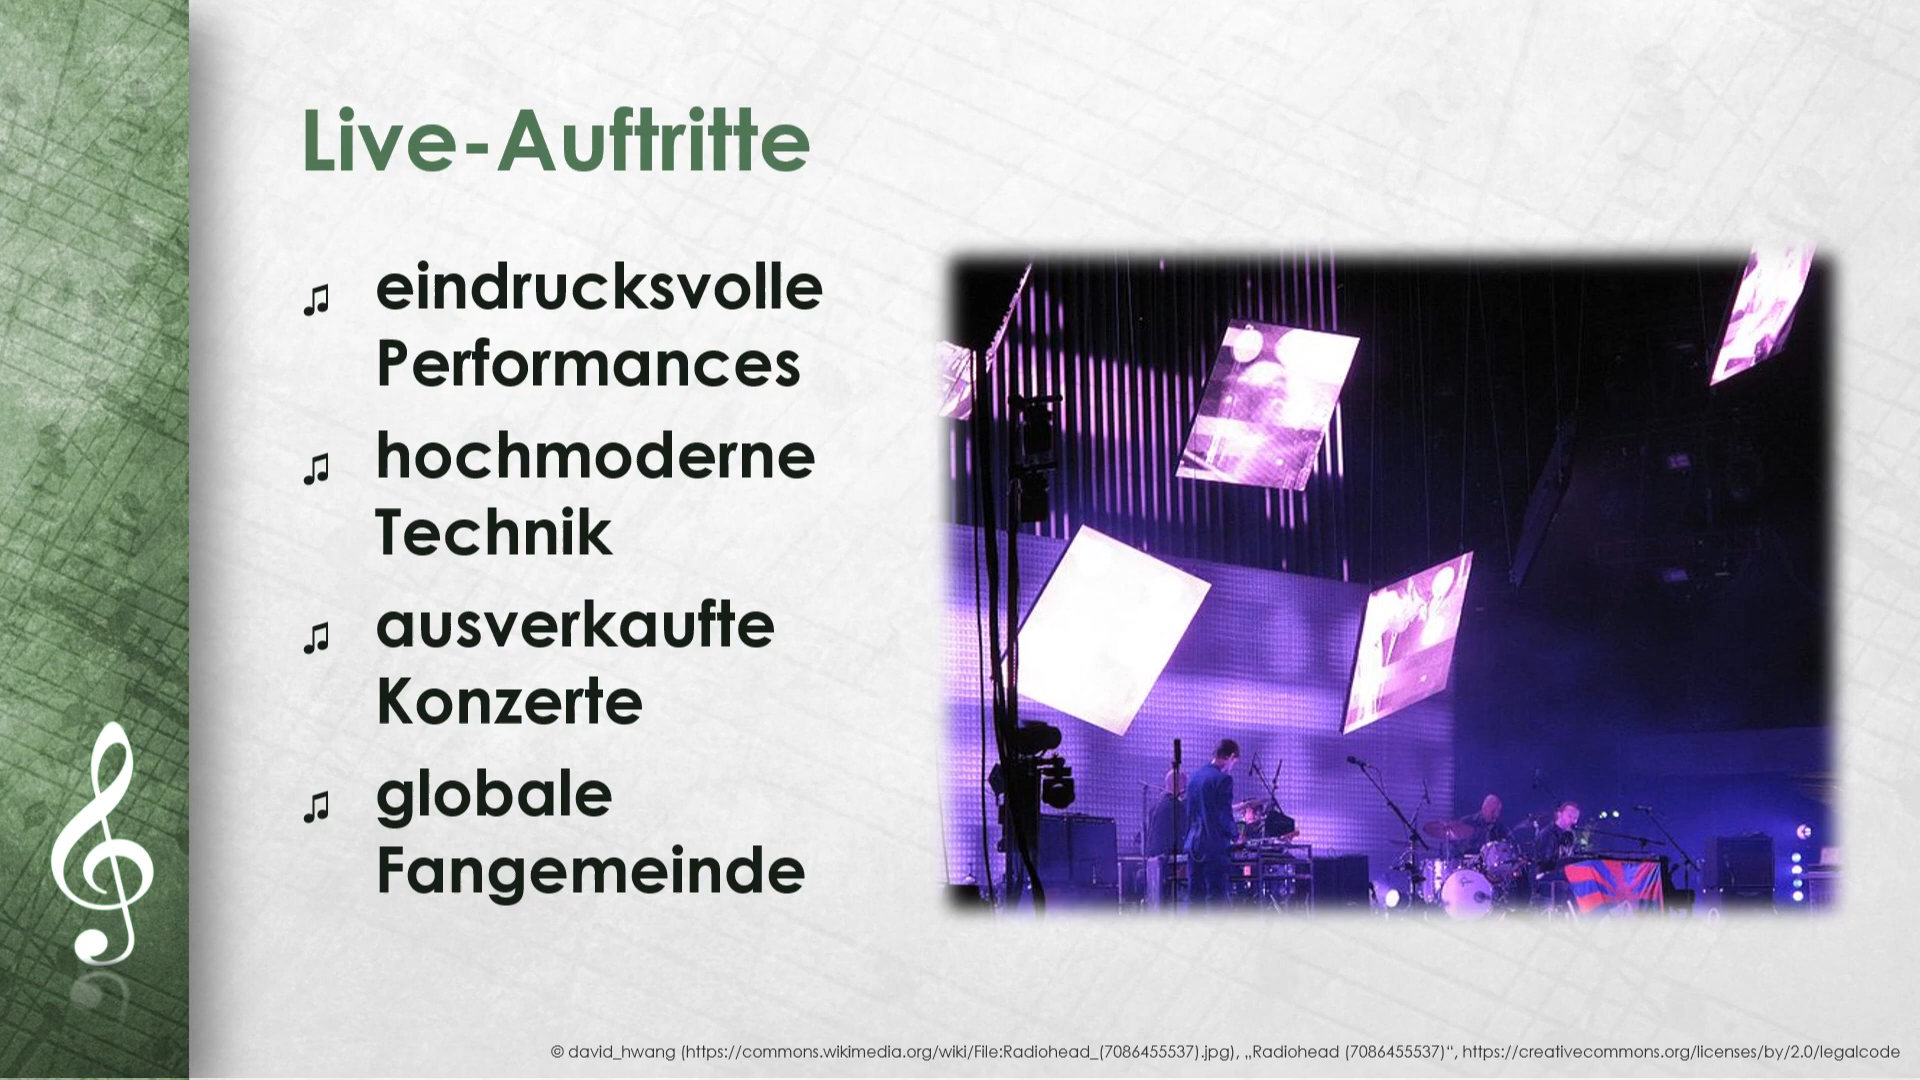 Live-Auftritte
♫ eindrucksvolle
Performances
♫ hochmoderne
Technik
♫ ausverkaufte
Konzerte
♫ globale
Fangemeinde
© david_hwang (https://commons.wikimedia.org/wiki/File:Radiohead_(7086455537).jpg), „Radiohead (7086455537)“, https://creativecommons.org/licenses/by/2.0/legalcode